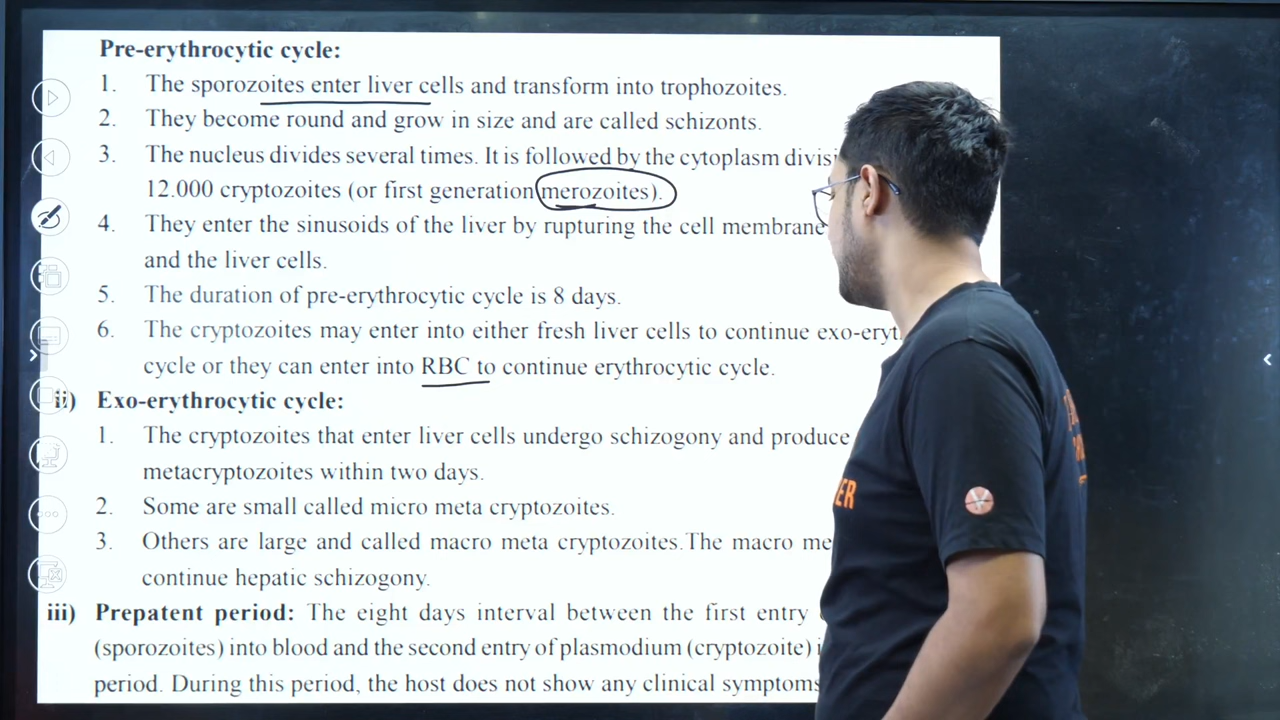 Pre-erythrocytic cycle:
1. The sporozoites enter liver cells and transform into trophozoites.
2. They become round and grow in size and are called schizonts.
3. The nucleus divides several times. It is followed by the cytoplasm
12.000 cryptozoites (or first generation merozoites).
4. They enter the sinusoids of the liver by rupturing the cell membrane
and the liver cells.
5. The duration of pre-erythrocytic cycle is 8 days.
6. The cryptozoites may enter into either fresh liver cells to continue
cycle or they can enter into RBC to continue erythrocytic cycle.
ii) Exo-erythrocytic cycle:
1. The cryptozoites that enter liver cells undergo schizogony and produce
metacryptozoites within two days.
2. Some are small called micro meta cryptozoites.
3. Others are large and called macro meta cryptozoites.The macro
continue hepatic schizogony.
iii) Prepatent period: The eight days interval between the first entry
(sporozoites) into blood and the second entry of plasmodium (cryptozoite)
period. During this period, the host does not show any clinical symptoms